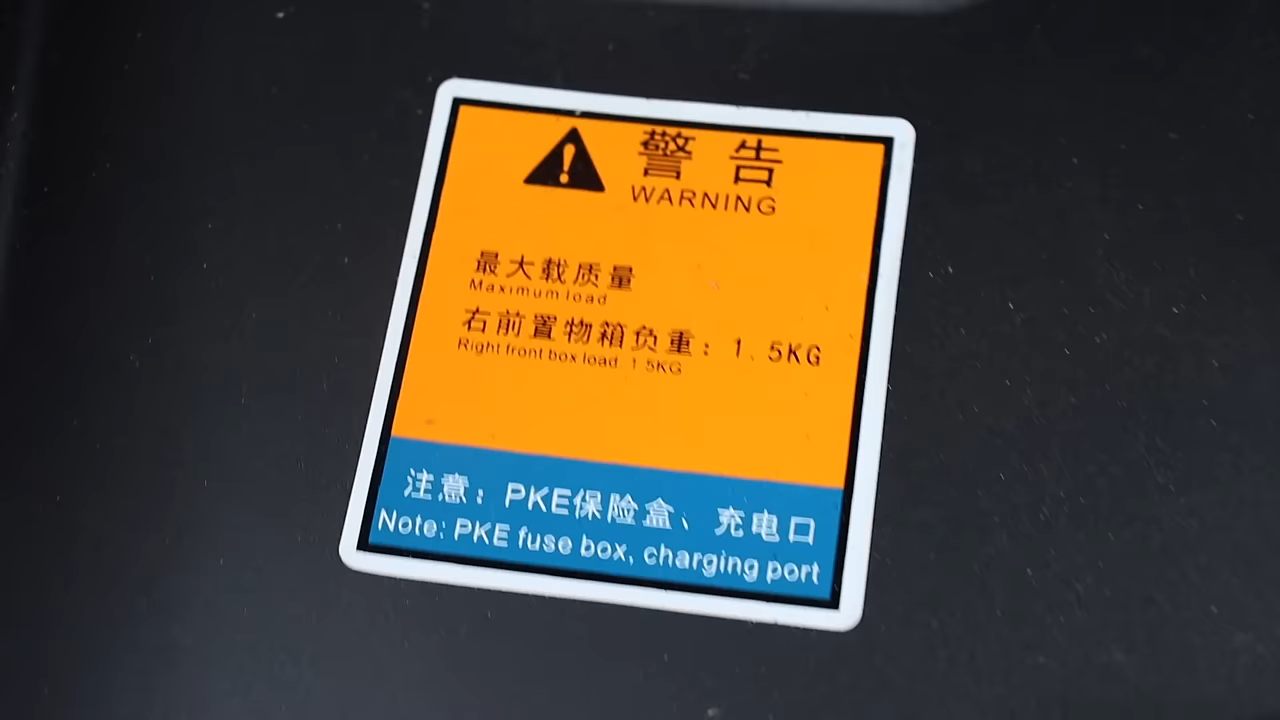 警告
WARNING
最大载质量
Maximum load
右前置物箱负重：1.5KG
Right front box load 1 5KG
注意：PKE保险盒、充电口
Note: PKE fuse box, charging port